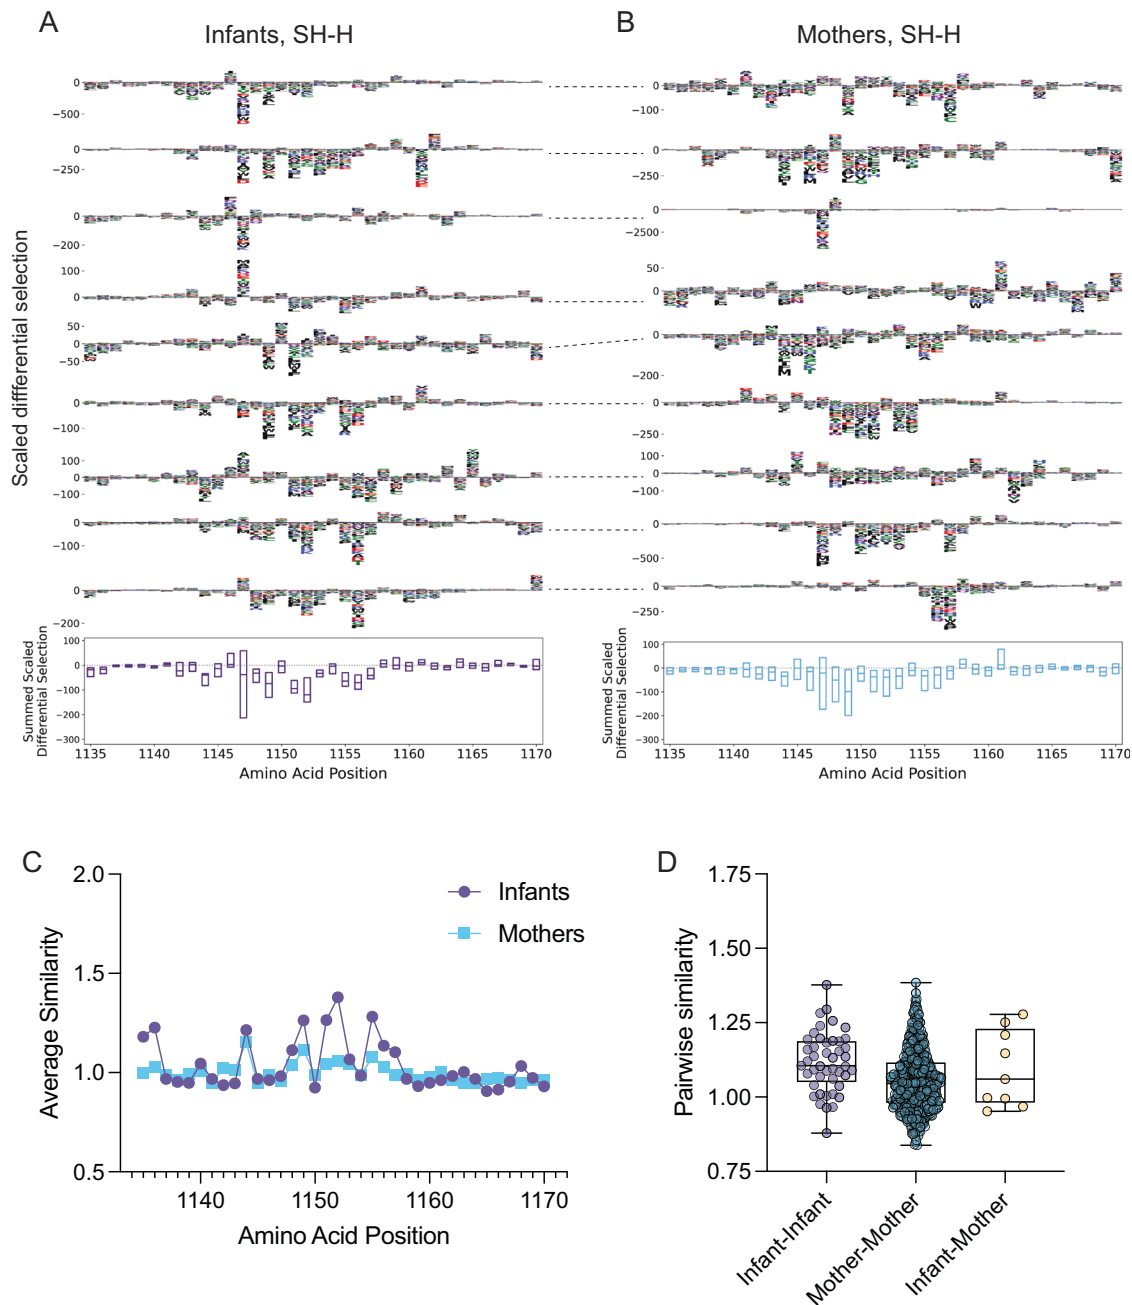 A
Infants, SH-H
B
Mothers, SH-H
Scaled differential selection
0
−500
0
−250
0
−200
100
0
50
0
−50
0
−100
100
0
−100
0
−100
0
−200
0
−100
0
−250
0
−2500
50
0
0
−200
0
−250
100
0
−100
0
−500
0
−250
Summed Scaled
Differential Selection
100
0
−100
−200
−300
1135 1140 1145 1150 1155 1160 1165 1170
Amino Acid Position
Summed Scaled
Differential Selection
100
0
−100
−200
−300
1135 1140 1145 1150 1155 1160 1165 1170
Amino Acid Position
C
Average Similarity
2.0
1.5
1.0
0.5
Infants
Mothers
1140 1150 1160 1170
Amino Acid Position
D
Pairwise similarity
1.75
1.50
1.25
1.00
0.75
Infant-Infant
Mother-Mother
Infant-Mother